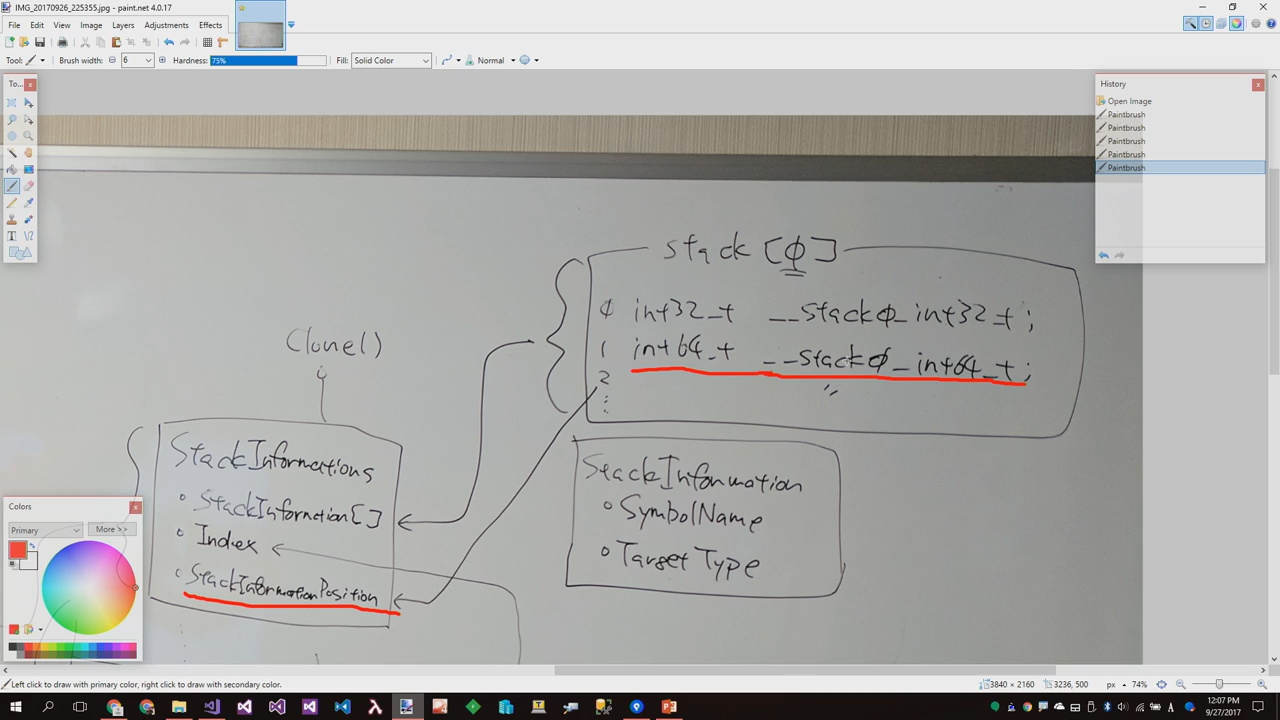 IMG_20170926_225355.jpg - paint.net 4.0.17
File Edit View Image Layers Adjustments Effects
Tool: Brush width: 6 Hardness: 75% Fill: Solid Color Normal
To...
History
Open Image
Paintbrush
Paintbrush
Paintbrush
Paintbrush
Paintbrush
stack [φ]
φ int32_t __stackφ_int32_t;
1 int64_t __stackφ_int64_t;
2
Clone()
StackInformations
StackInformation[]
Index
StackInformationPosition
StackInformation
SymbolName
Target Type
Colors
Primary More >>
Left click to draw with primary color, right click to draw with secondary color. 3840 × 2160 3236, 500 px 74%
12:07 PM
9/27/2017